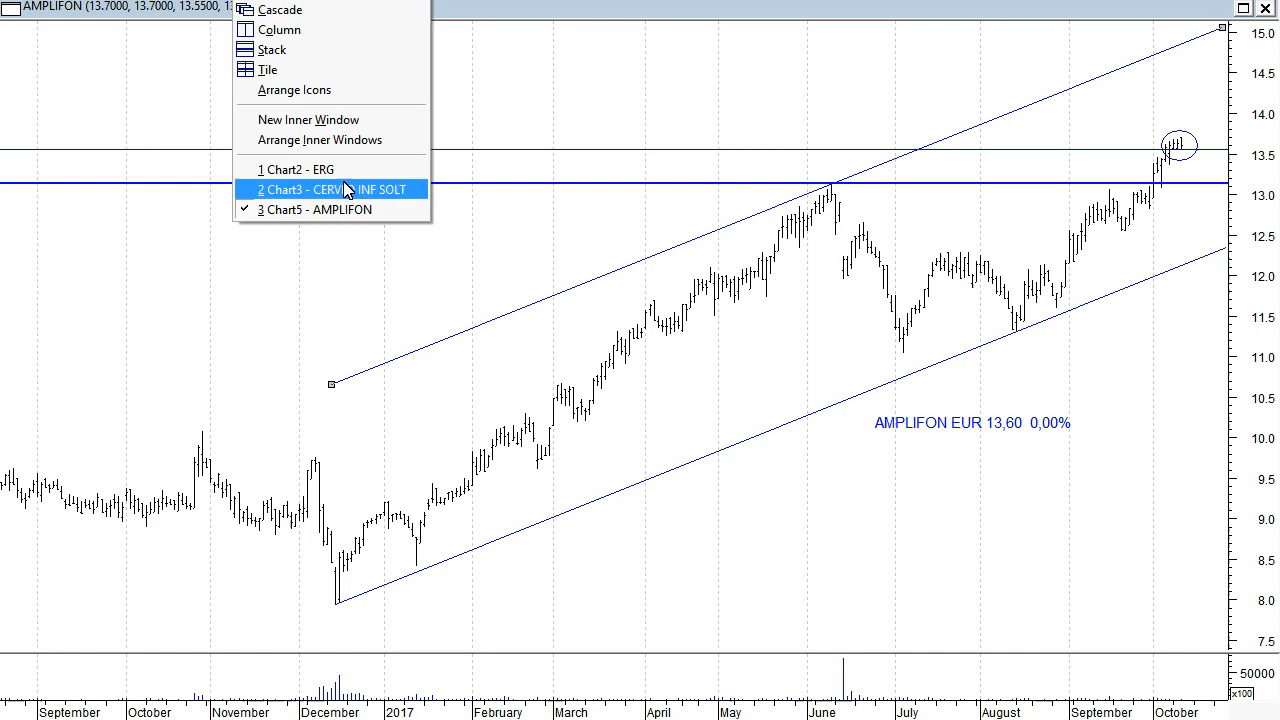 AMPLIFON (13.7000, 13.7000, 13.5500, 13
Cascade
Column
Stack
Tile
Arrange Icons
New Inner Window
Arrange Inner Windows
1 Chart2 - ERG
2 Chart3 - INF SOLT
3 Chart5 - AMPLIFON
15.0
14.5
14.0
13.5
13.0
12.5
12.0
11.5
11.0
10.5
10.0
9.5
9.0
8.5
8.0
7.5
AMPLIFON EUR 13,60 0,00%
50000
x100
September October November December 2017 February March April May June July August September October